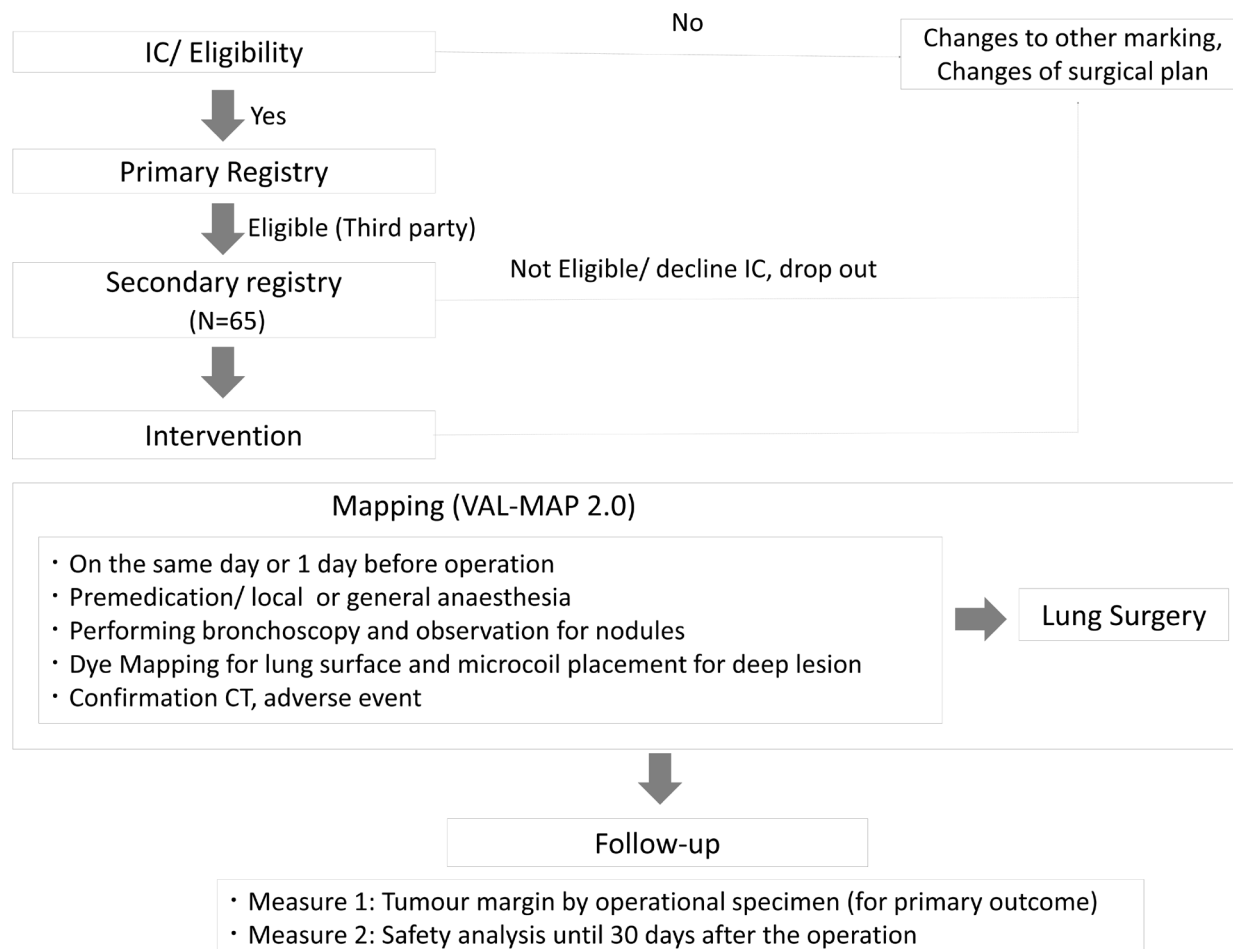 No
IC/ Eligibility
Changes to other marking,
Changes of surgical plan
Yes
Primary Registry
Eligible (Third party)
Secondary registry
(N=65)
Not Eligible/ decline IC, drop out
Intervention
Mapping (VAL-MAP 2.0)
・On the same day or 1 day before operation
・Premedication/ local or general anaesthesia
・Performing bronchoscopy and observation for nodules
・Dye Mapping for lung surface and microcoil placement for deep lesion
・Confirmation CT, adverse event
Lung Surgery
Follow-up
・Measure 1: Tumour margin by operational specimen (for primary outcome)
・Measure 2: Safety analysis until 30 days after the operation